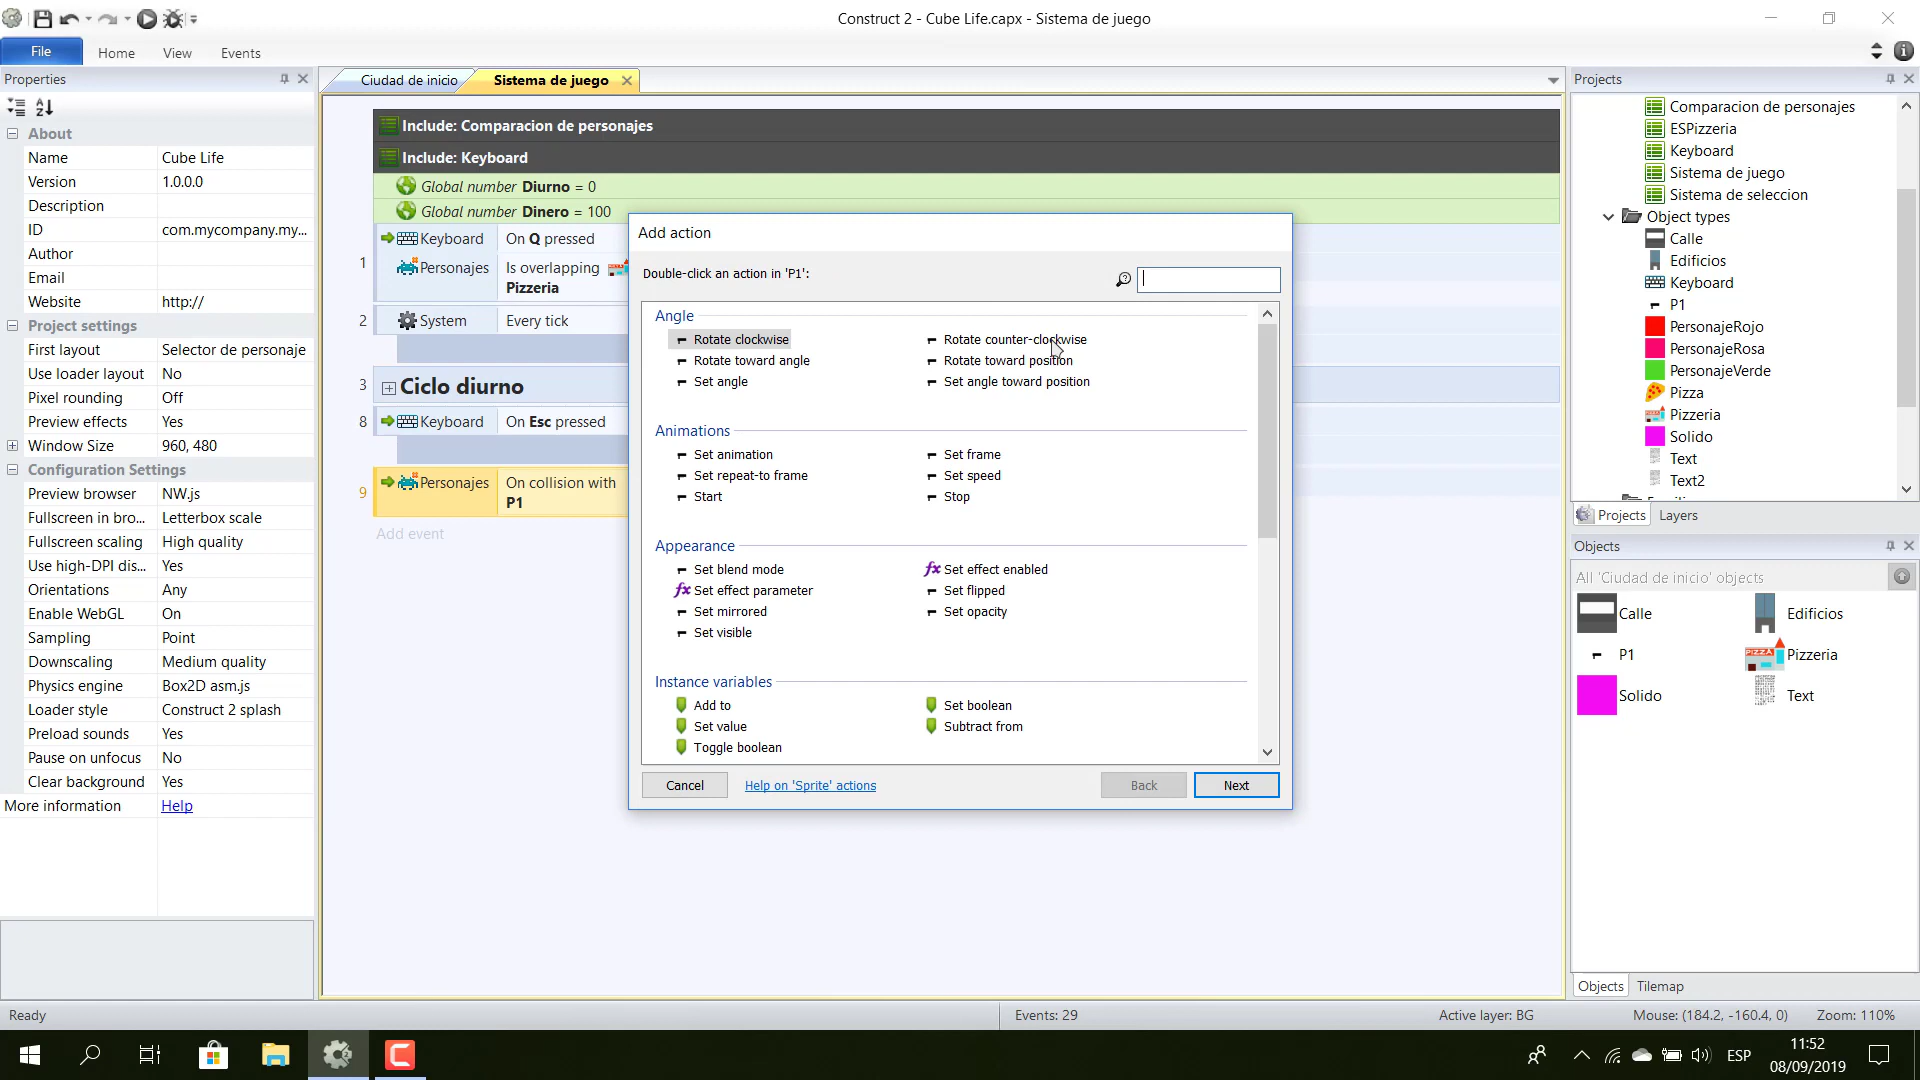 Construct 2 - Cube Life.capx - Sistema de juego
File Home View Events
Properties
About
Name Cube Life
Version 1.0.0.0
Description
ID com.mycompany.my...
Author
Email
Website http://
Project settings
First layout Selector de personaje
Use loader layout No
Pixel rounding Off
Preview effects Yes
Window Size 960, 480
Configuration Settings
Preview browser NW.js
Fullscreen in bro... Letterbox scale
Fullscreen scaling High quality
Use high-DPI dis... Yes
Orientations Any
Enable WebGL On
Sampling Point
Downscaling Medium quality
Physics engine Box2D asm.js
Loader style Construct 2 splash
Preload sounds Yes
Pause on unfocus No
Clear background Yes
More information Help
Ciudad de inicio Sistema de juego
Include: Comparacion de personajes
Include: Keyboard
Global number Diurno = 0
Global number Dinero = 100
1 Keyboard On Q pressed
Personajes Is overlapping
Pizzeria
2 System Every tick
3 Ciclo diurno
8 Keyboard On Esc pressed
9 Personajes On collision with
P1
Add event
Add action
Double-click an action in 'P1':
Angle
Rotate clockwise Rotate counter-clockwise
Rotate toward angle Rotate toward position
Set angle Set angle toward position
Animations
Set animation Set frame
Set repeat-to frame Set speed
Start Stop
Appearance
Set blend mode fx Set effect enabled
fx Set effect parameter Set flipped
Set mirrored Set opacity
Set visible
Instance variables
Add to Set boolean
Set value Subtract from
Toggle boolean
Cancel Help on 'Sprite' actions Back Next
Projects
Comparacion de personajes
ESPizzeria
Keyboard
Sistema de juego
Sistema de seleccion
Object types
Calle
Edificios
Keyboard
P1
PersonajeRojo
PersonajeRosa
PersonajeVerde
Pizza
Pizzeria
Solido
Text
Text2
Projects Layers
Objects
All 'Ciudad de inicio' objects
Calle Edificios
P1 PIZZA Pizzeria
Solido Text
Objects Tilemap
Ready Events: 29 Active layer: BG Mouse: (184.2, -160.4, 0) Zoom: 110%
ESP
11:52
08/09/2019